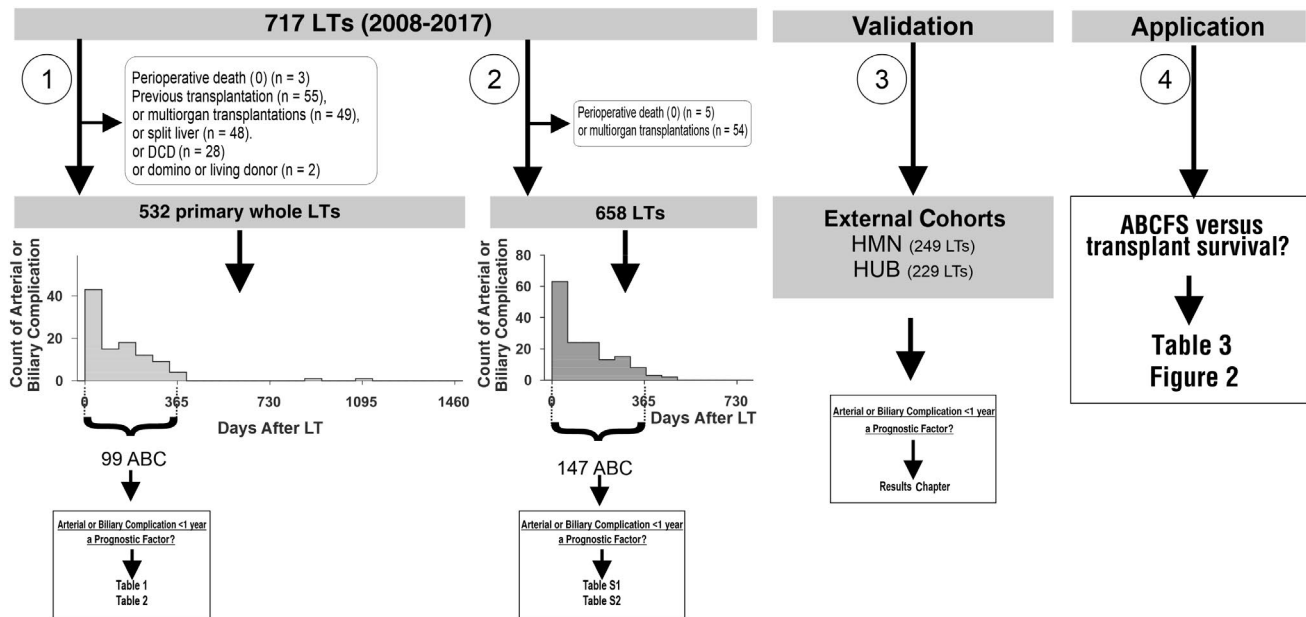 717 LTs (2008-2017)
1
Perioperative death (0) (n = 3)
Previous transplantation (n = 55),
or multiorgan transplantations (n = 49),
or split liver (n = 48).
or DCD (n = 28)
or domino or living donor (n = 2)
532 primary whole LTs
Count of Arterial or
Biliary Complication
40
20
0
0 365 730 1095 1460
Days After LT
99 ABC
Arterial or Biliary Complication <1 year
a Prognostic Factor?
Table 1
Table 2
2
Perioperative death (0) (n = 5)
or multiorgan transplantations (n = 54)
658 LTs
Count of Arterial or
Biliary Complication
80
60
40
20
0
0 365 730
Days After LT
147 ABC
Arterial or Biliary Complication <1 year
a Prognostic Factor?
Table S1
Table S2
Validation
3
External Cohorts
HMN (249 LTs)
HUB (229 LTs)
Arterial or Biliary Complication <1 year
a Prognostic Factor?
Results Chapter
Application
4
ABCFS versus
transplant survival?
Table 3
Figure 2